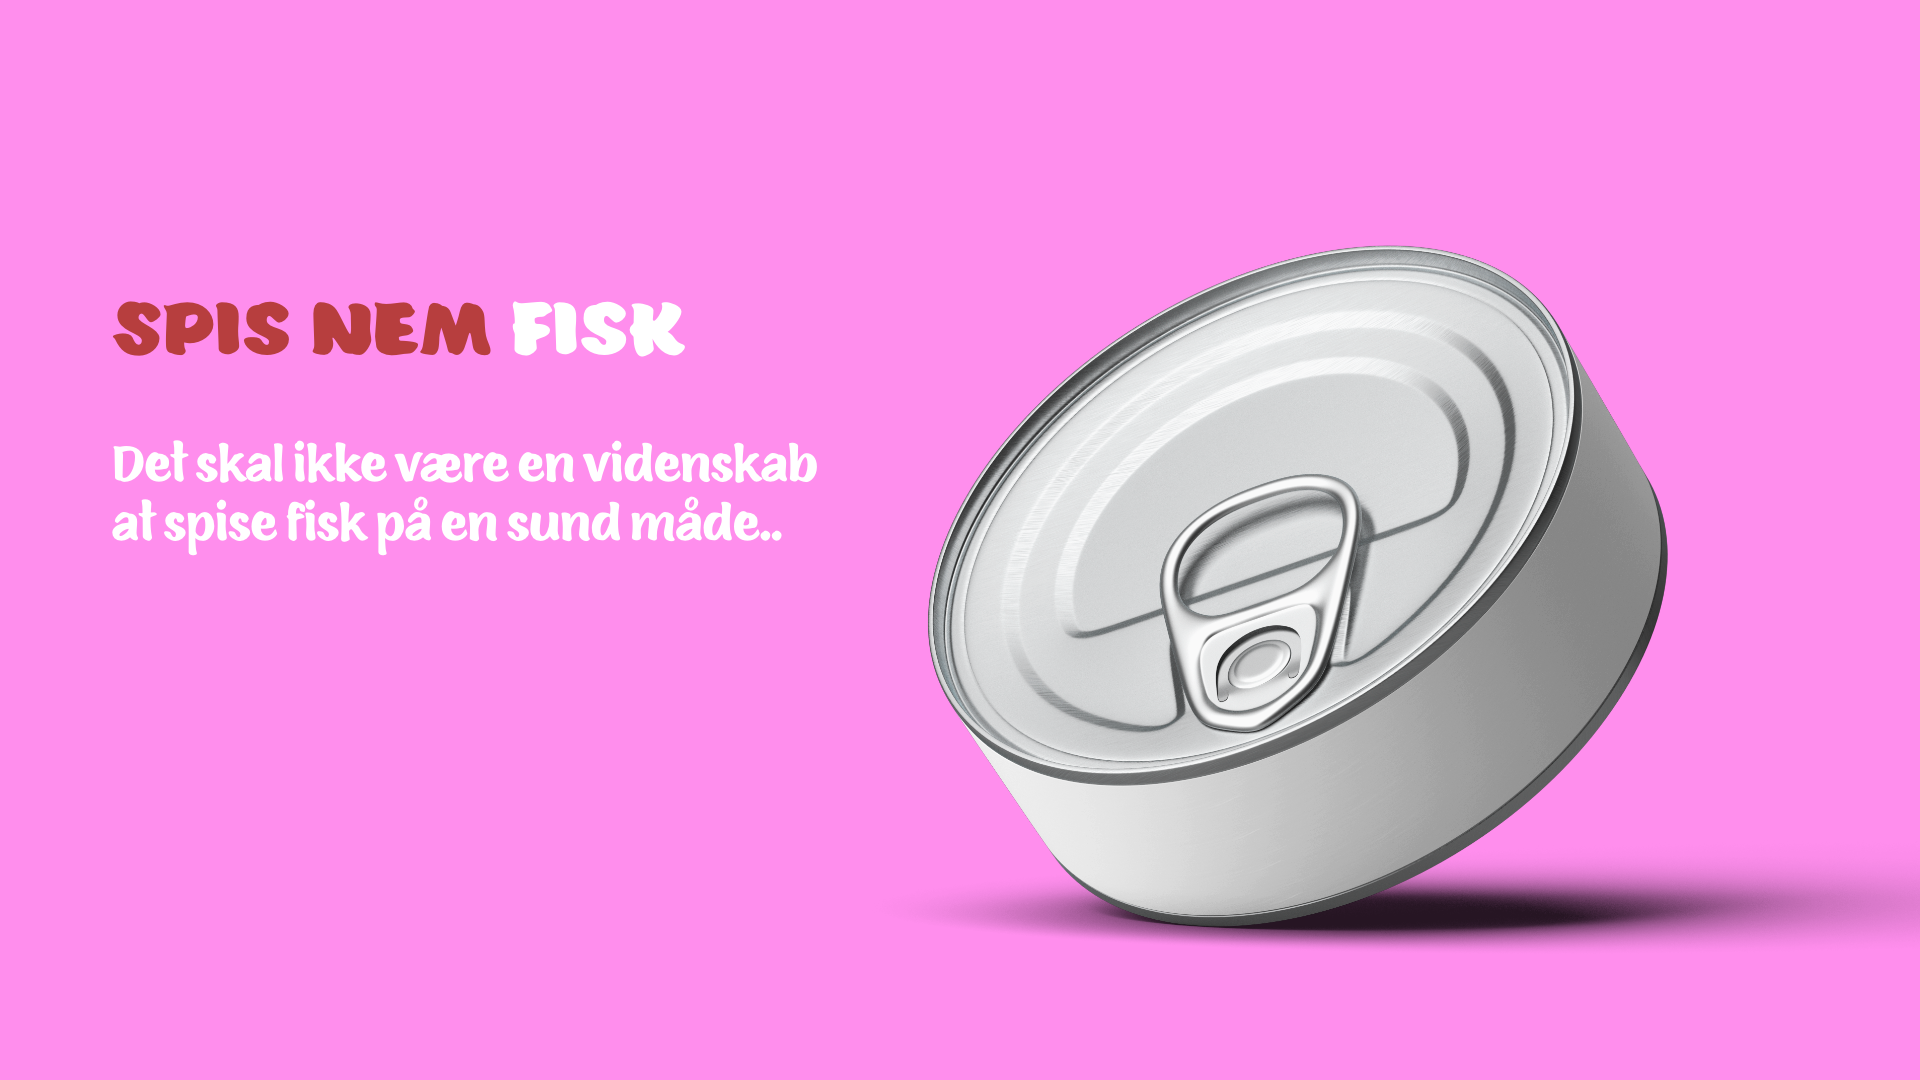 SPIS NEM FISK
Det skal ikke være en videnskab
at spise fisk på en sund måde..